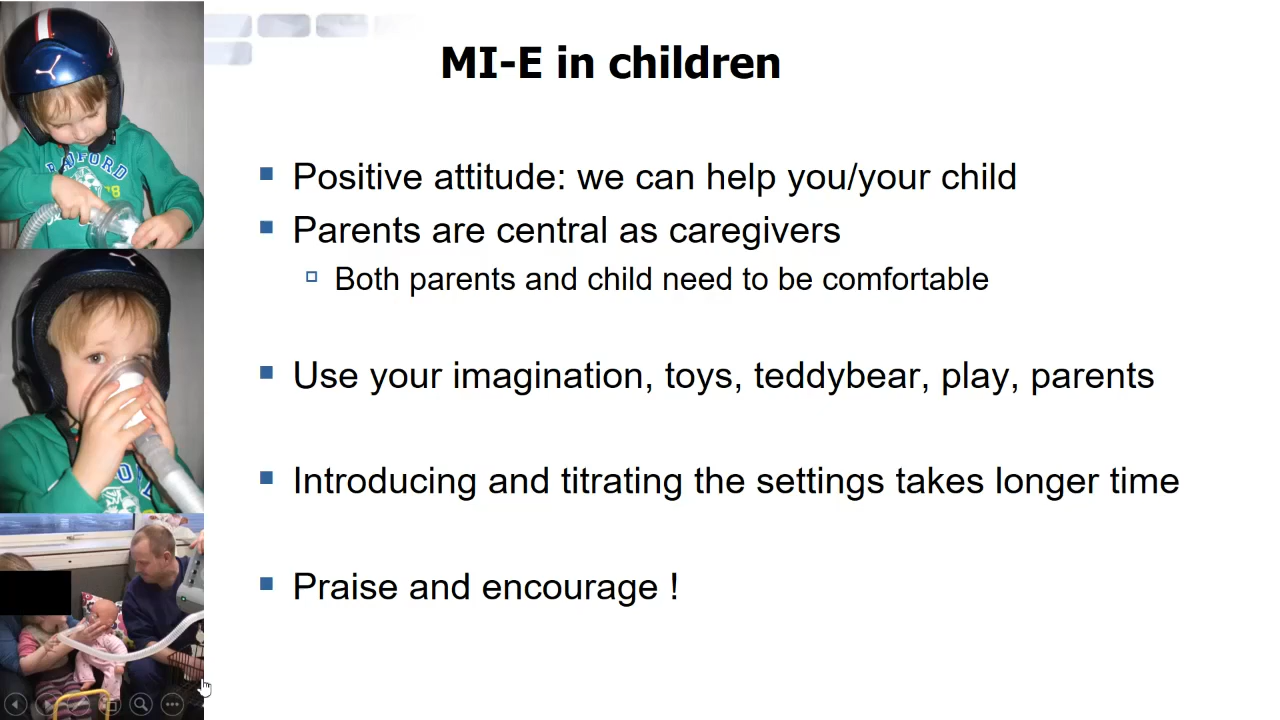 MI-E in children
Positive attitude: we can help you/your child
Parents are central as caregivers
Both parents and child need to be comfortable
Use your imagination, toys, teddybear, play, parents
Introducing and titrating the settings takes longer time
Praise and encourage !